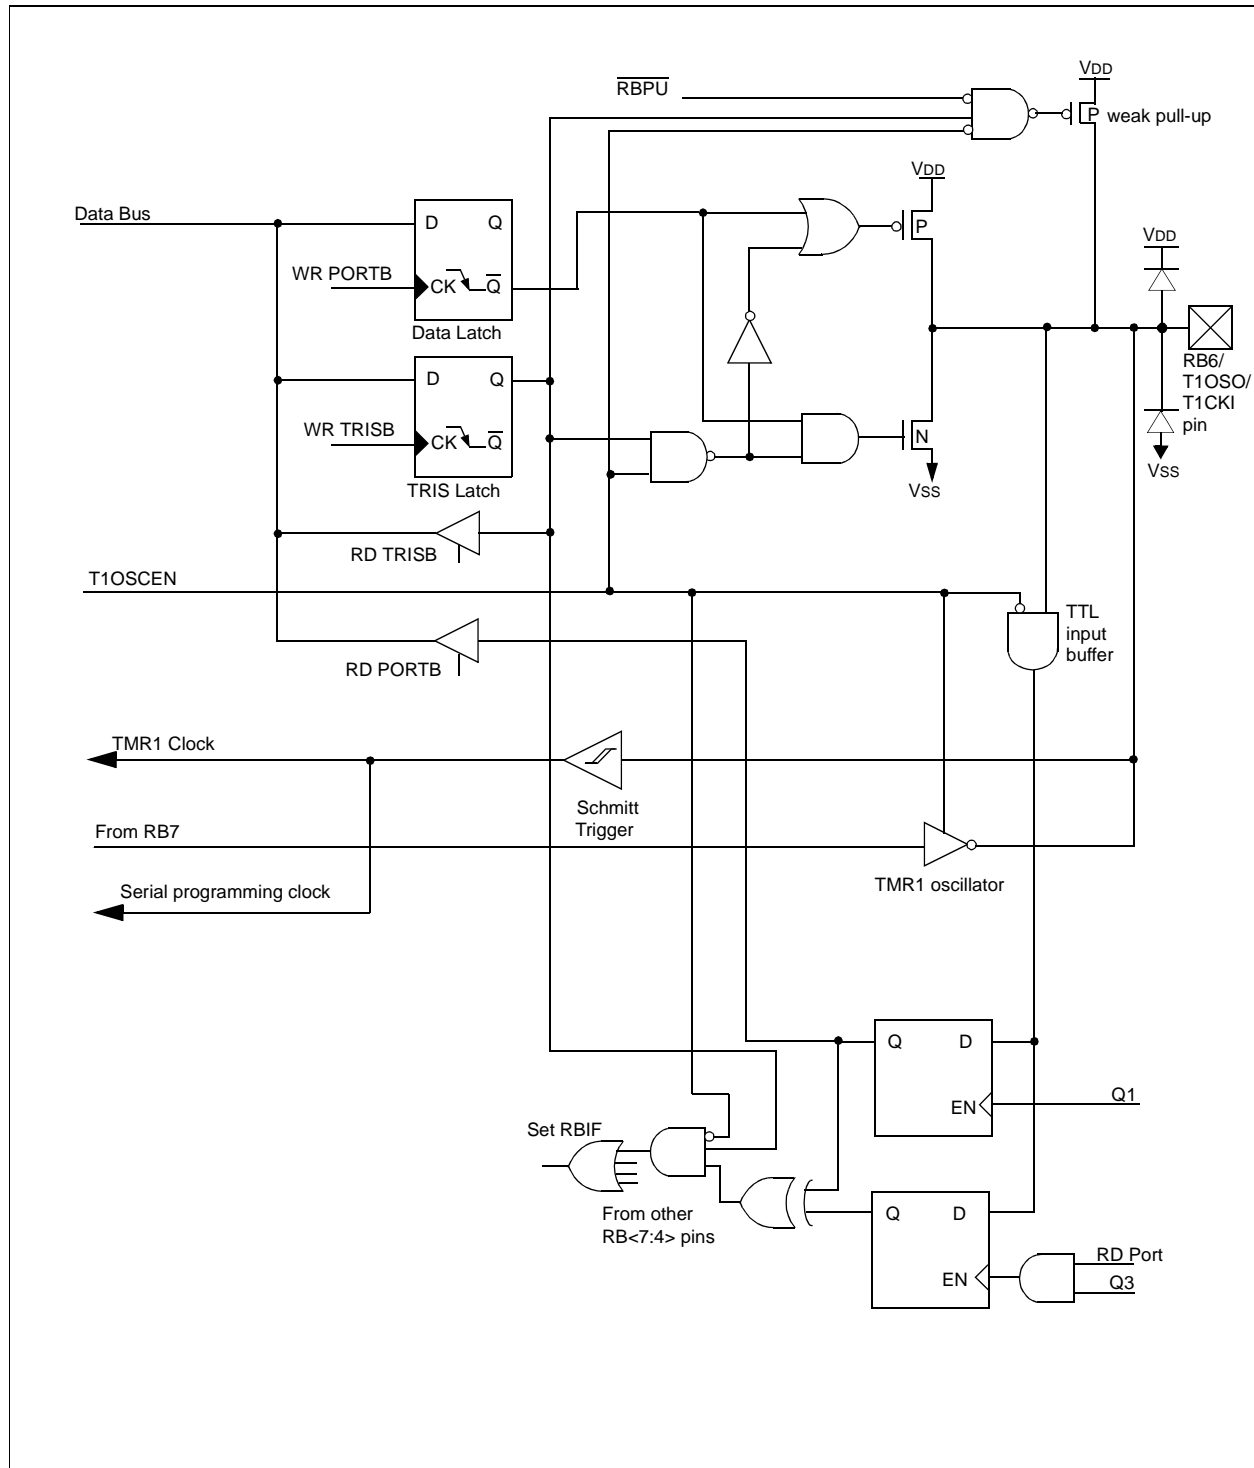 VDD
RBPU
P weak pull-up
VDD
Data Bus
D Q
P
VDD
WR PORTB
CK Q
Data Latch
RB6/
T1OSO/
T1CKI
pin
D Q
WR TRISB
CK Q
N
VSS
TRIS Latch
VSS
RD TRISB
T1OSCEN
TTL
input
buffer
RD PORTB
TMR1 Clock
Schmitt
Trigger
From RB7
TMR1 oscillator
Serial programming clock
Q D
EN
Q1
Set RBIF
From other
RB<7:4> pins
Q D
RD Port
EN
Q3